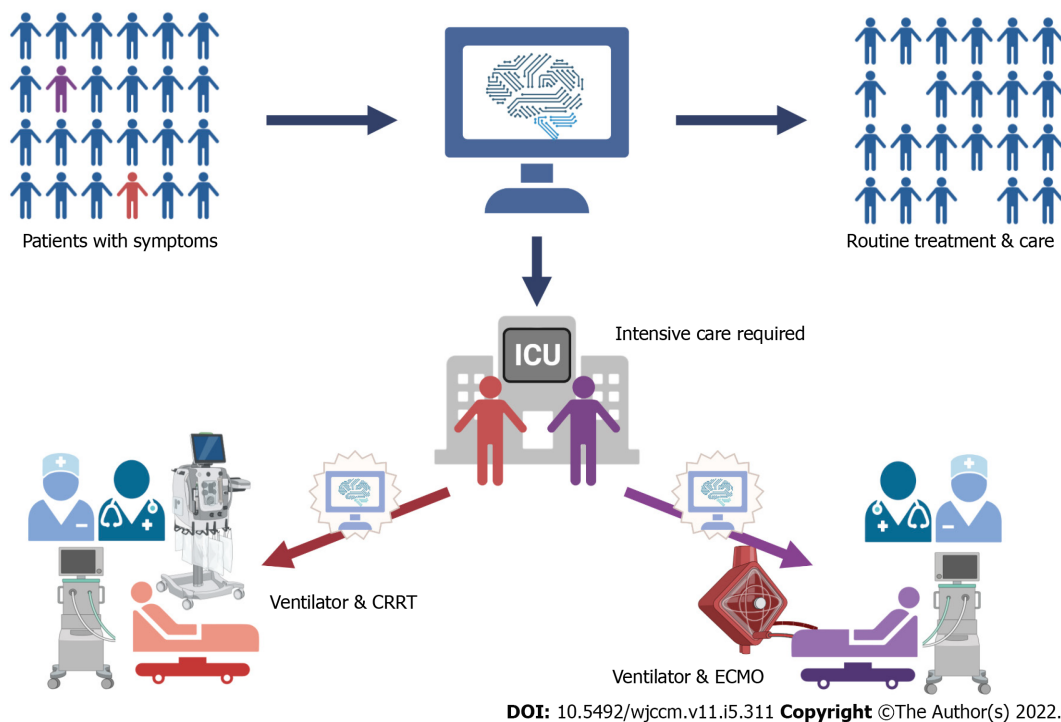 Patients with symptoms
Routine treatment & care
Intensive care required
ICU
Ventilator & CRRT
Ventilator & ECMO
DOI: 10.5492/wjccm.v11.i5.311 Copyright ©The Author(s) 2022.